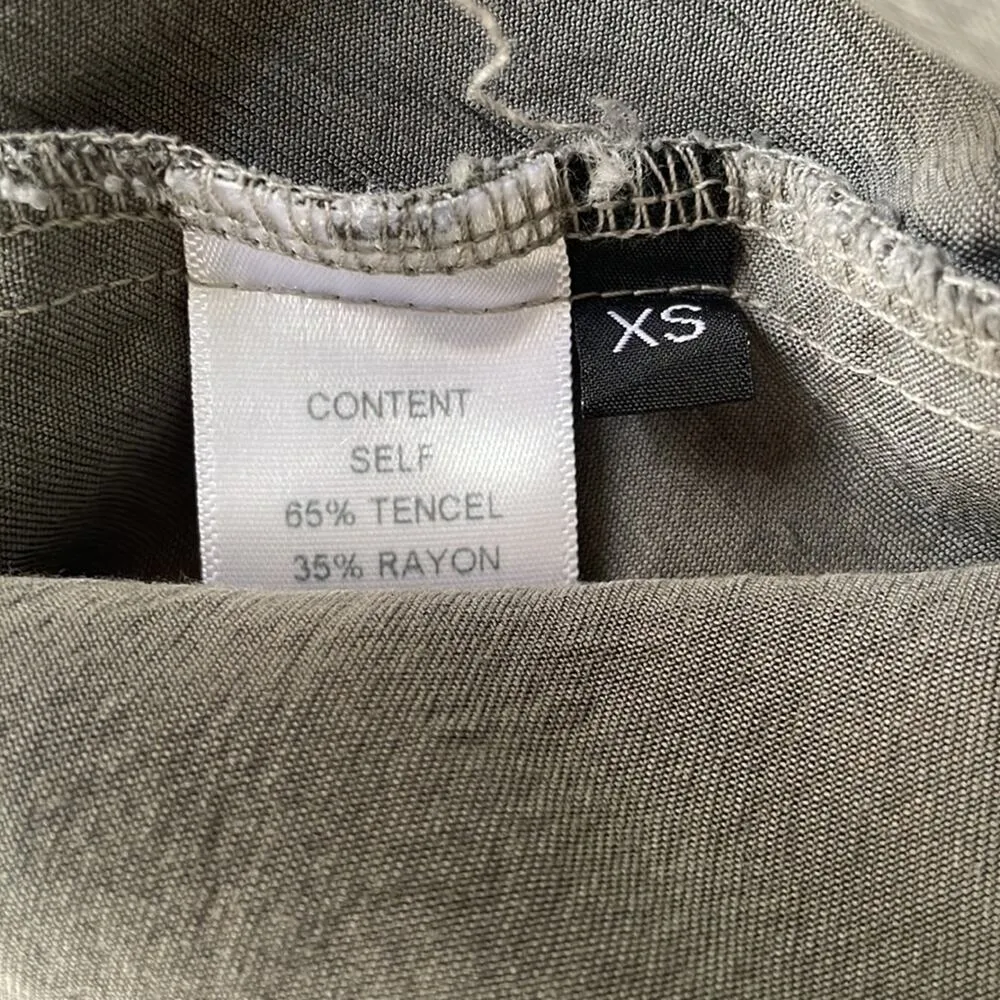 CONTENT
SELF
65% TENCEL
35% RAYON
XS